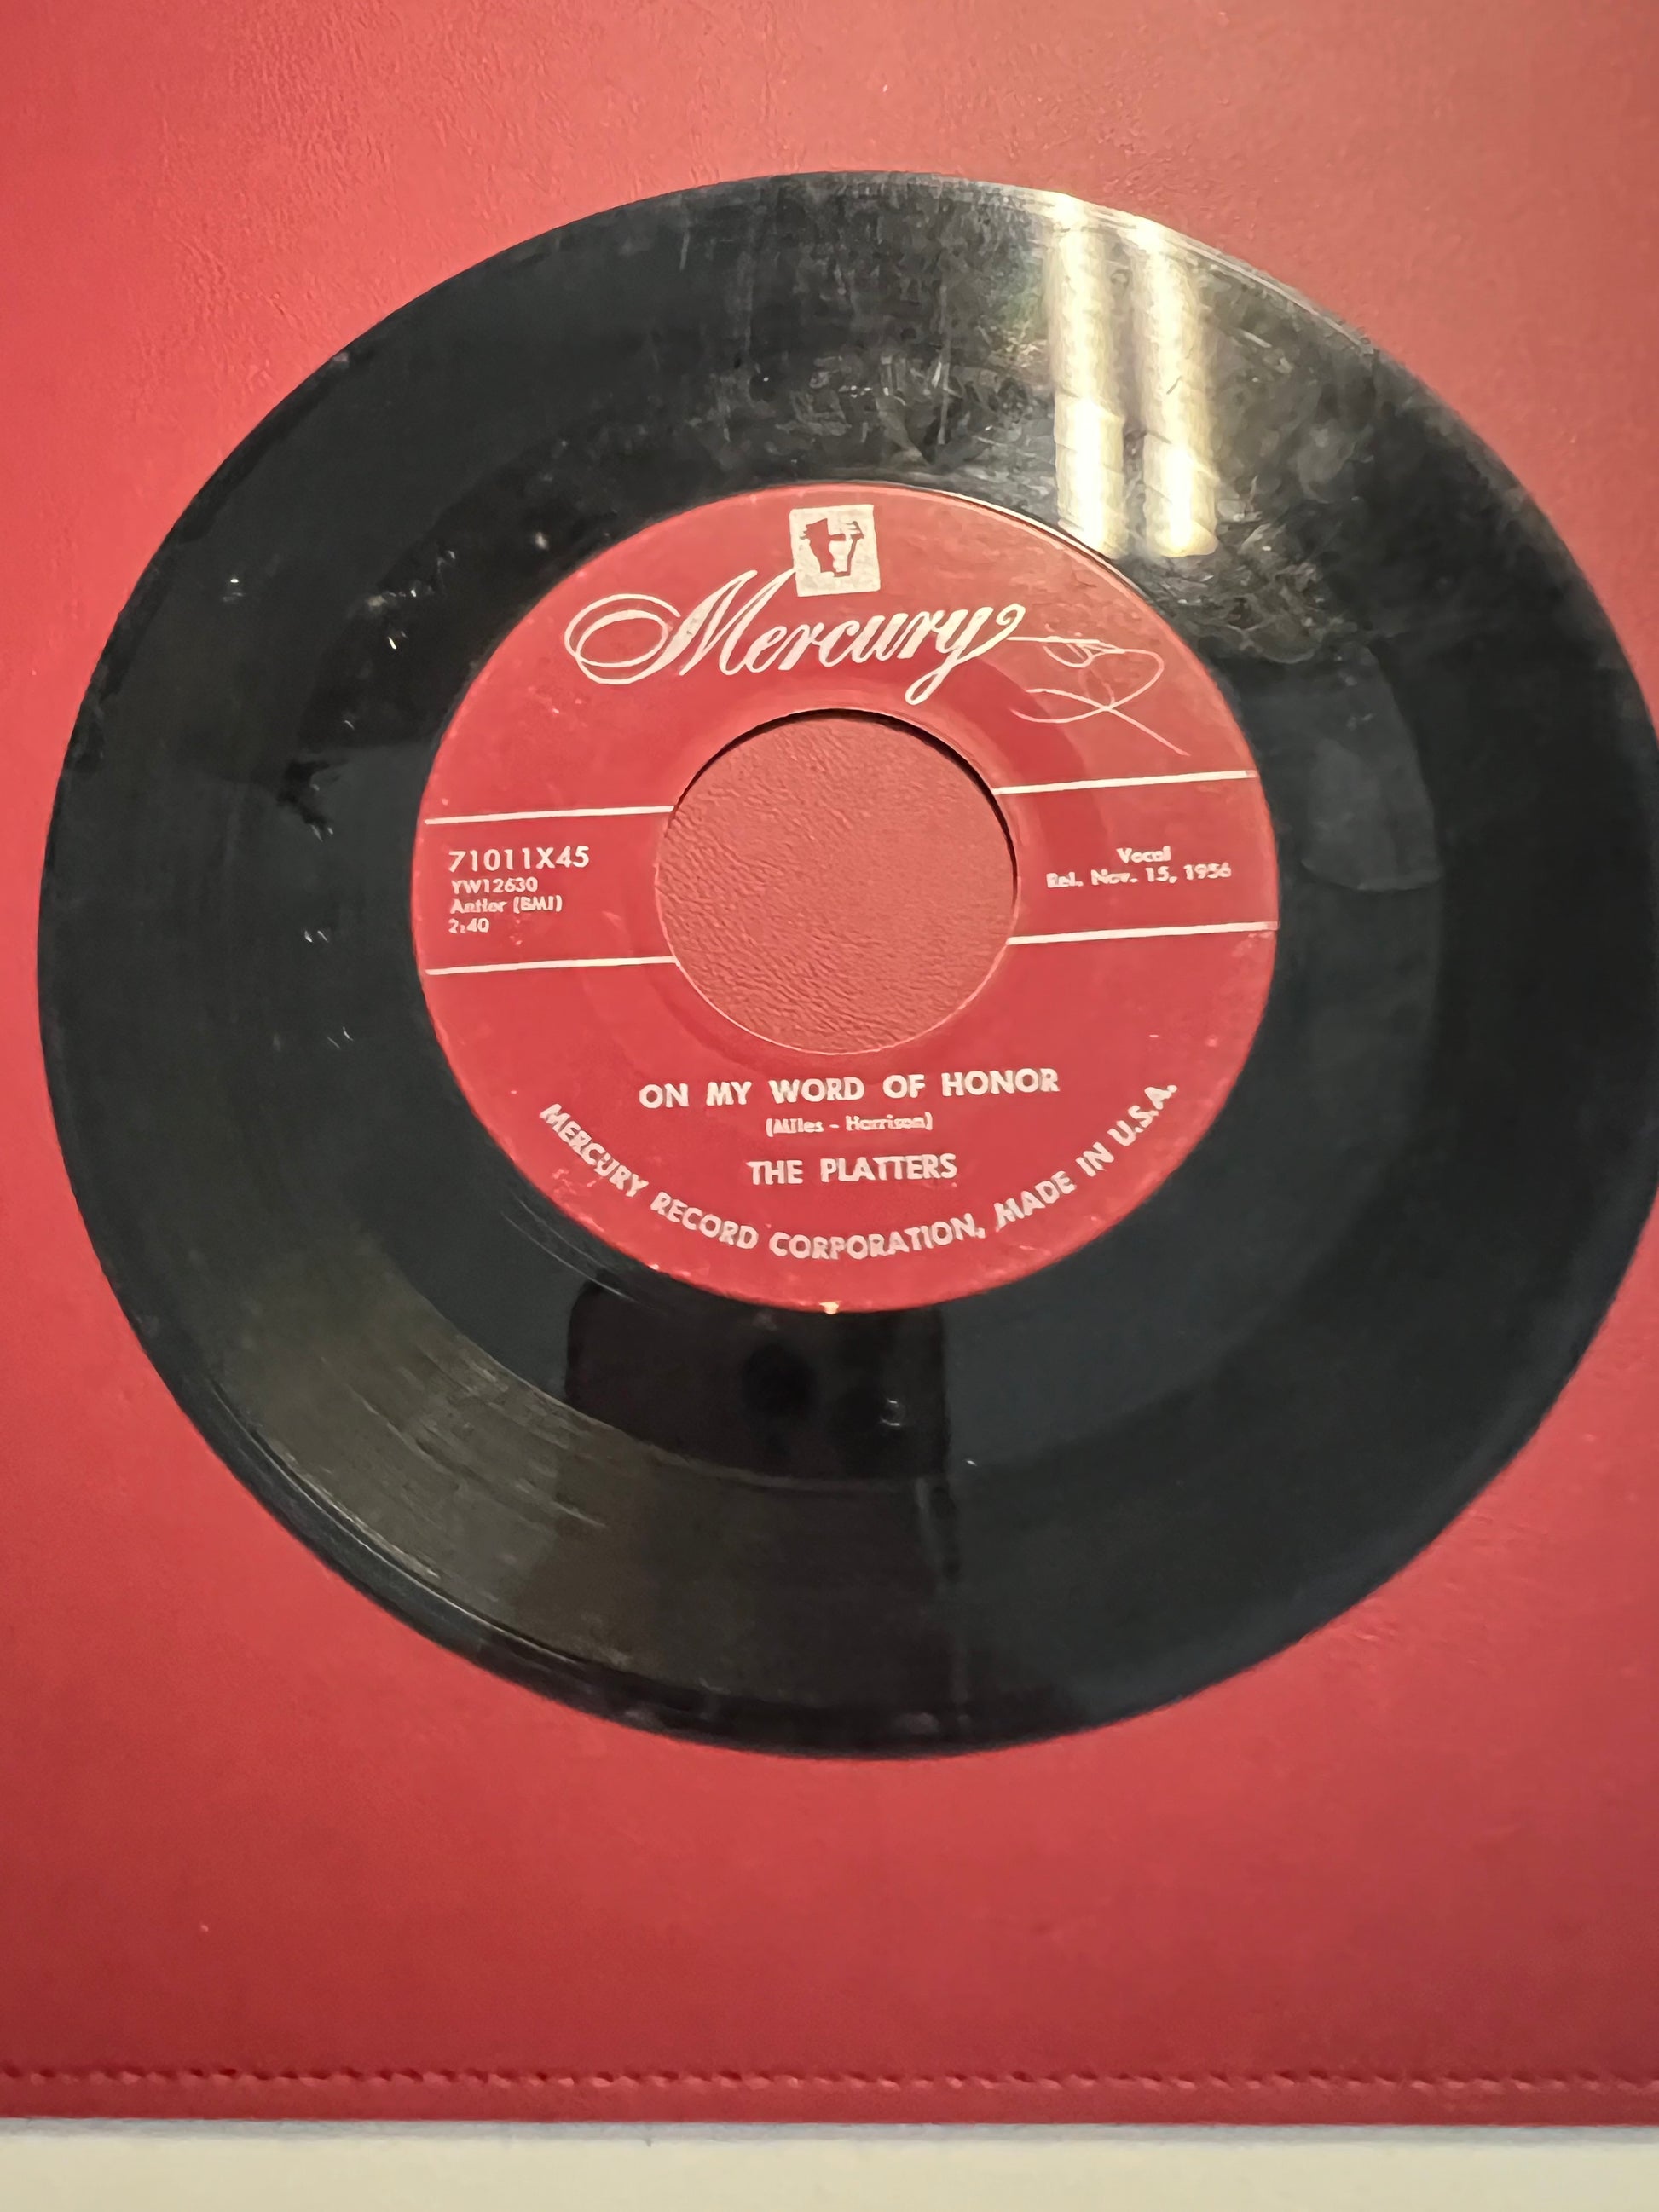 Mercury
71011X45
YW12630
Antler (BMI)
2:40
Vocal
Rel. Nov. 15, 1956
ON MY WORD OF HONOR
(Miles - Harrison)
THE PLATTERS
MERCURY RECORD CORPORATION, MADE IN U.S.A.